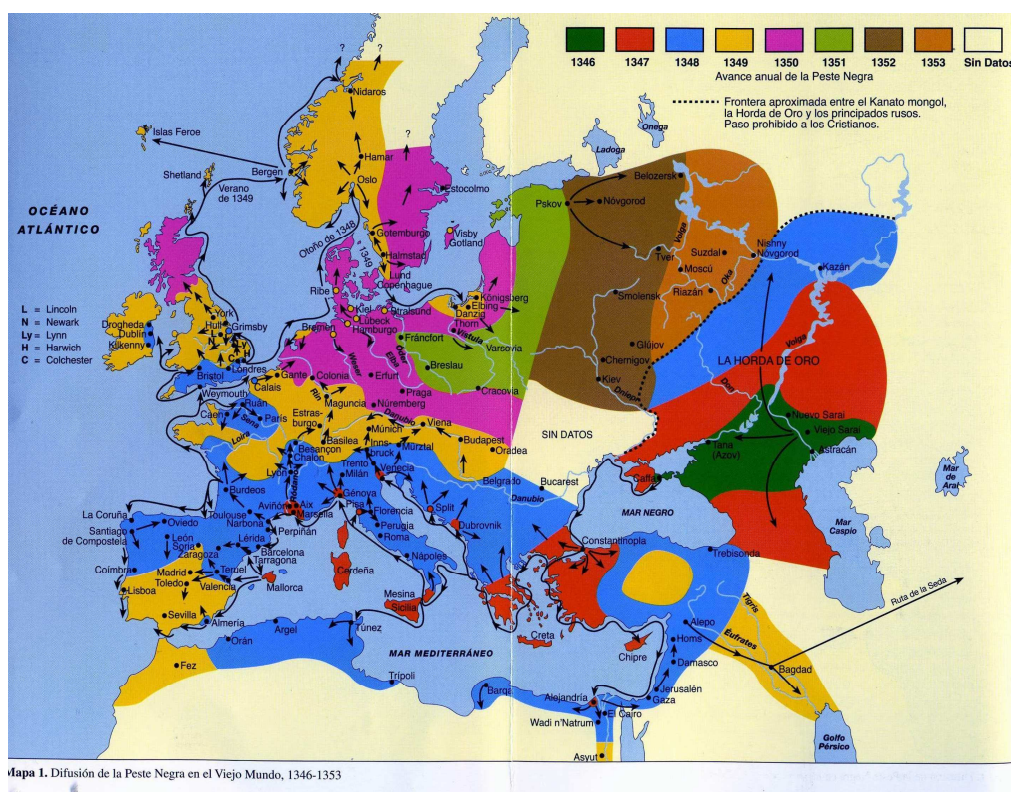 1346 1347 1348 1349 1350 1351 1352 1353 Sin Datos
Avance anual de la Peste Negra
Frontera aproximada entre el Kanato mongol,
la Horda de Oro y los principados rusos.
Paso prohibido a los Cristianos.
?
?
Nidaros
Islas Feroe
Onega
Ladoga
?
Hamar
Shetland
Bergen
Oslo
Verano
de 1349
Estocolmo
Belozersk
Pskov
Nóvgorod
OCÉANO
ATLÁNTICO
Otoño de 1348
1349
Gotemburgo
Visby
Gotland
Volga
Tver
Suzdal
Nishny
Nóvgorod
Halmstad
Lund
Copenhague
Moscú
Oka
Kazán
Ribe
Königsberg
Elbing
Danzig
Smolensk
Riazán
L = Lincoln
N = Newark
Ly = Lynn
H = Harwich
C = Colchester
York
Hull
Grimsby
L
N
Ly
H
C
Drogheda
Dublín
Kilkenny
Kiel
Stralsund
Lübeck
Hamburgo
Bremen
Thorn
Vístula
Varsovia
Fráncfort
Óder
Elba
Weser
Glújov
Chernigov
LA HORDA DE ORO
Volga
Don
Bristol
Londres
Weymouth
Calais
Gante
Colonia
Erfurt
Breslau
Praga
Cracovia
Kiev
Dniepr
Rin
Maguncia
Núremberg
Ruán
Caen
Sena
París
Estras-
burgo
Danubio
Viena
Nuevo Sarai
Viejo Sarai
Loira
Basilea
Besançon
Chalon
Múnich
Inns-
bruck
Mürztal
Budapest
Oradea
SIN DATOS
Tana
(Azov)
Astracán
Lyon
Trento
Milán
Venecia
Belgrado
Bucarest
Danubio
Caffa
Mar
de
Aral
Burdeos
Ródano
Génova
Pisa
Florencia
Split
MAR NEGRO
Mar
Caspio
La Coruña
Santiago
de Compostela
Oviedo
Toulouse
Aviñón
Aix
Marsella
Narbona
Perpiñán
Perugia
Roma
Dubrovnik
Constantinopla
Trebisonda
León
Soria
Zaragoza
Lérida
Barcelona
Tarragona
Nápoles
Coímbra
Madrid
Toledo
Teruel
Valencia
Mallorca
Cerdeña
Lisboa
Mesina
Sicilia
Ruta de la Seda
Tigris
Sevilla
Almería
Orán
Argel
Túnez
Alepo
Éufrates
Homs
Creta
Chipre
Fez
MAR MEDITERRÁNEO
Damasco
Bagdad
Trípoli
Barqa
Alejandría
Jerusalén
Gaza
El Cairo
Wadi n'Natrum
Golfo
Pérsico
Asyut
Mapa 1. Difusión de la Peste Negra en el Viejo Mundo, 1346-1353